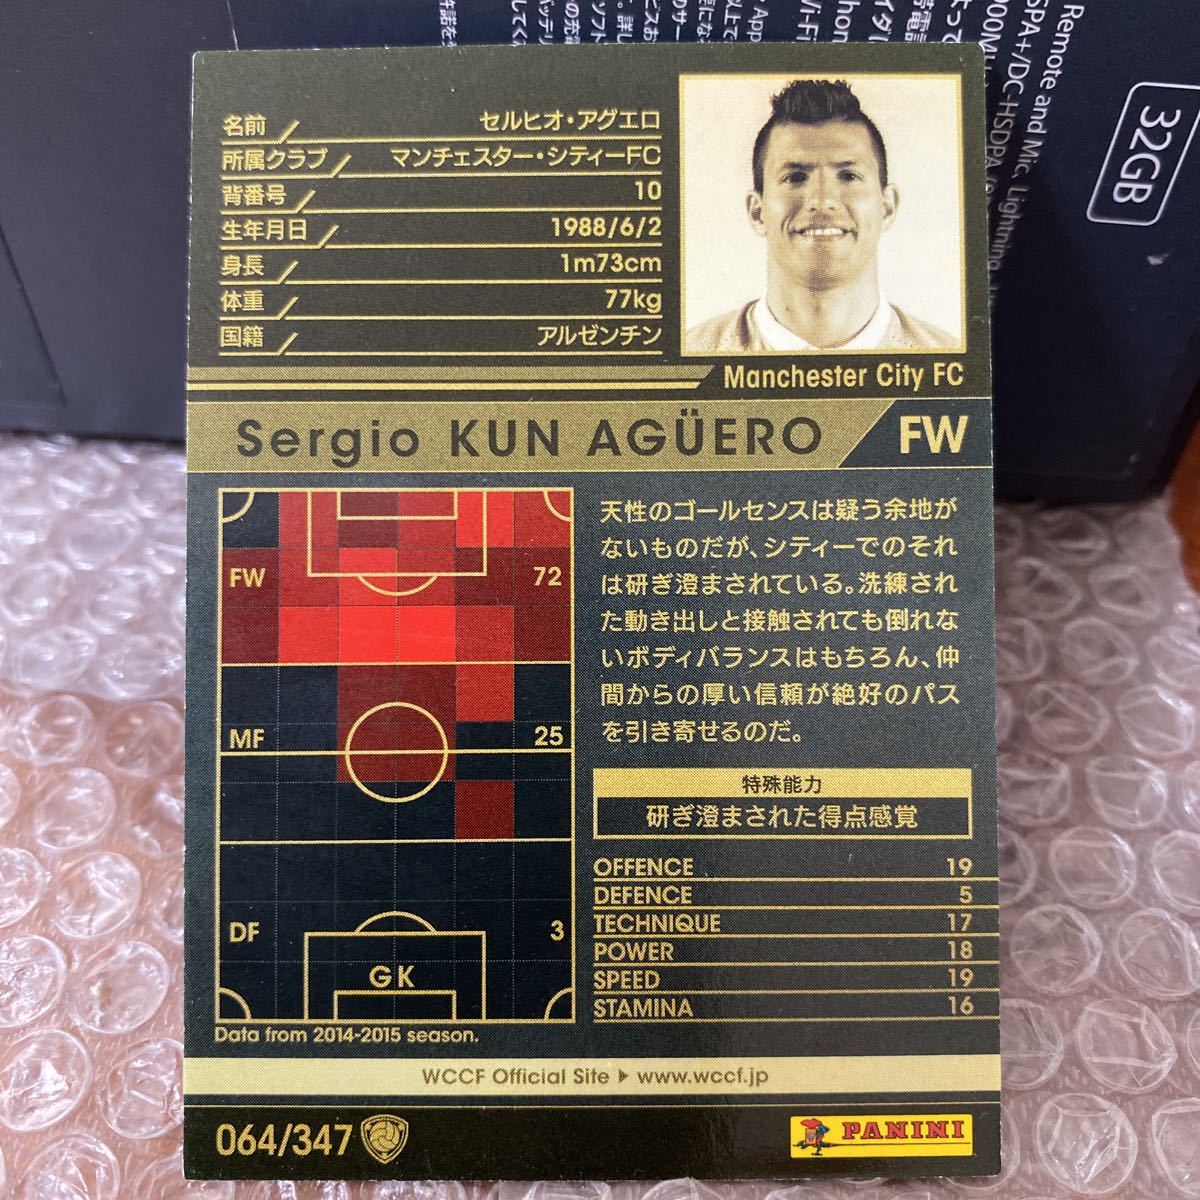 名前 セルヒオ・アグエロ
所属クラブ マンチェスター・シティーFC
背番号 10
生年月日 1988/6/2
身長 1m73cm
体重 77kg
国籍 アルゼンチン
Manchester City FC
Sergio KUN AGÜERO FW
FW 72
MF 25
DF 3
GK
Data from 2014-2015 season.
天性のゴールセンスは疑う余地が
ないものだが、シティーでのそれ
は研ぎ澄まされている。洗練され
た動き出しと接触されても倒れな
いボディバランスはもちろん、仲
間からの厚い信頼が絶好のパス
を引き寄せるのだ。
特殊能力
研ぎ澄まされた得点感覚
OFFENCE 19
DEFENCE 5
TECHNIQUE 17
POWER 18
SPEED 19
STAMINA 16
WCCF Official Site ▶ www.wccf.jp
064/347
PANINI
32GB
Remote and Mic, Lightning